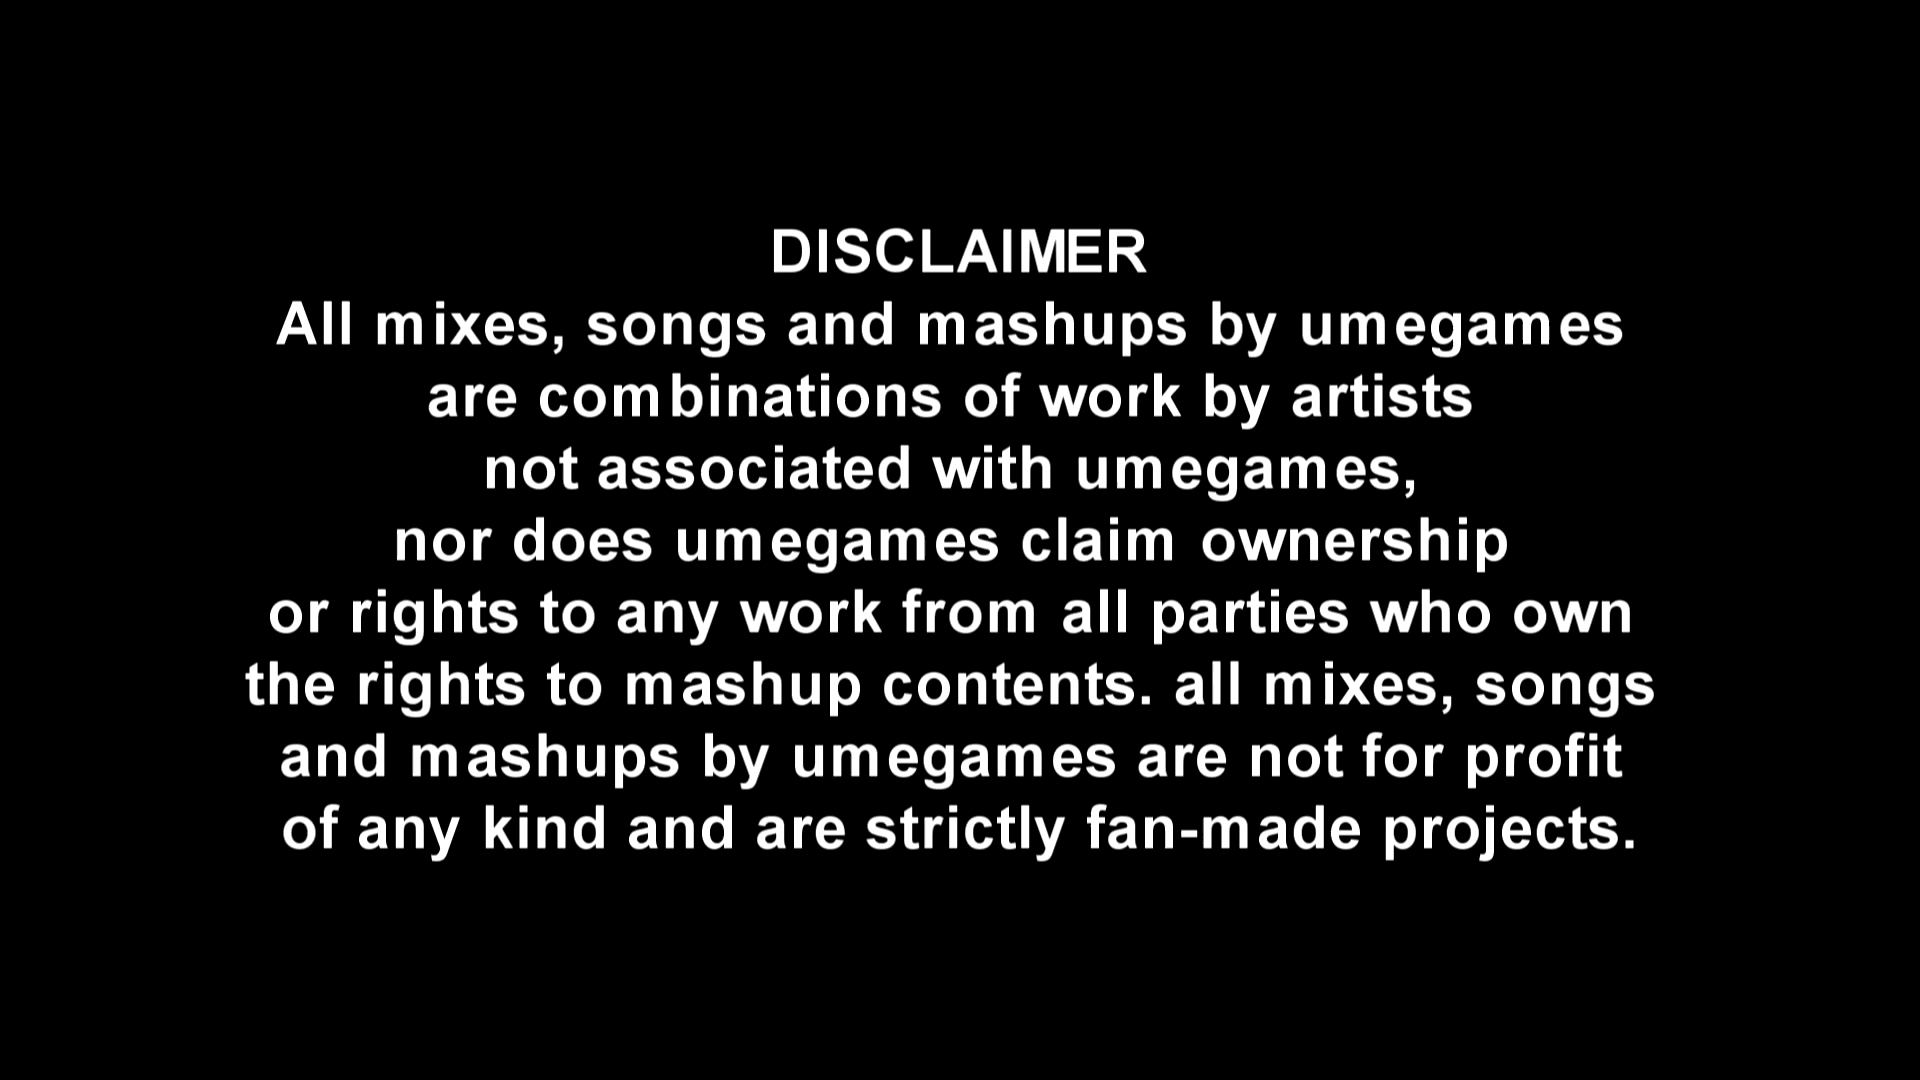 DISCLAIMER
All mixes, songs and mashups by umegames
are combinations of work by artists
not associated with umegames,
nor does umegames claim ownership
or rights to any work from all parties who own
the rights to mashup contents. all mixes, songs
and mashups by umegames are not for profit
of any kind and are strictly fan-made projects.